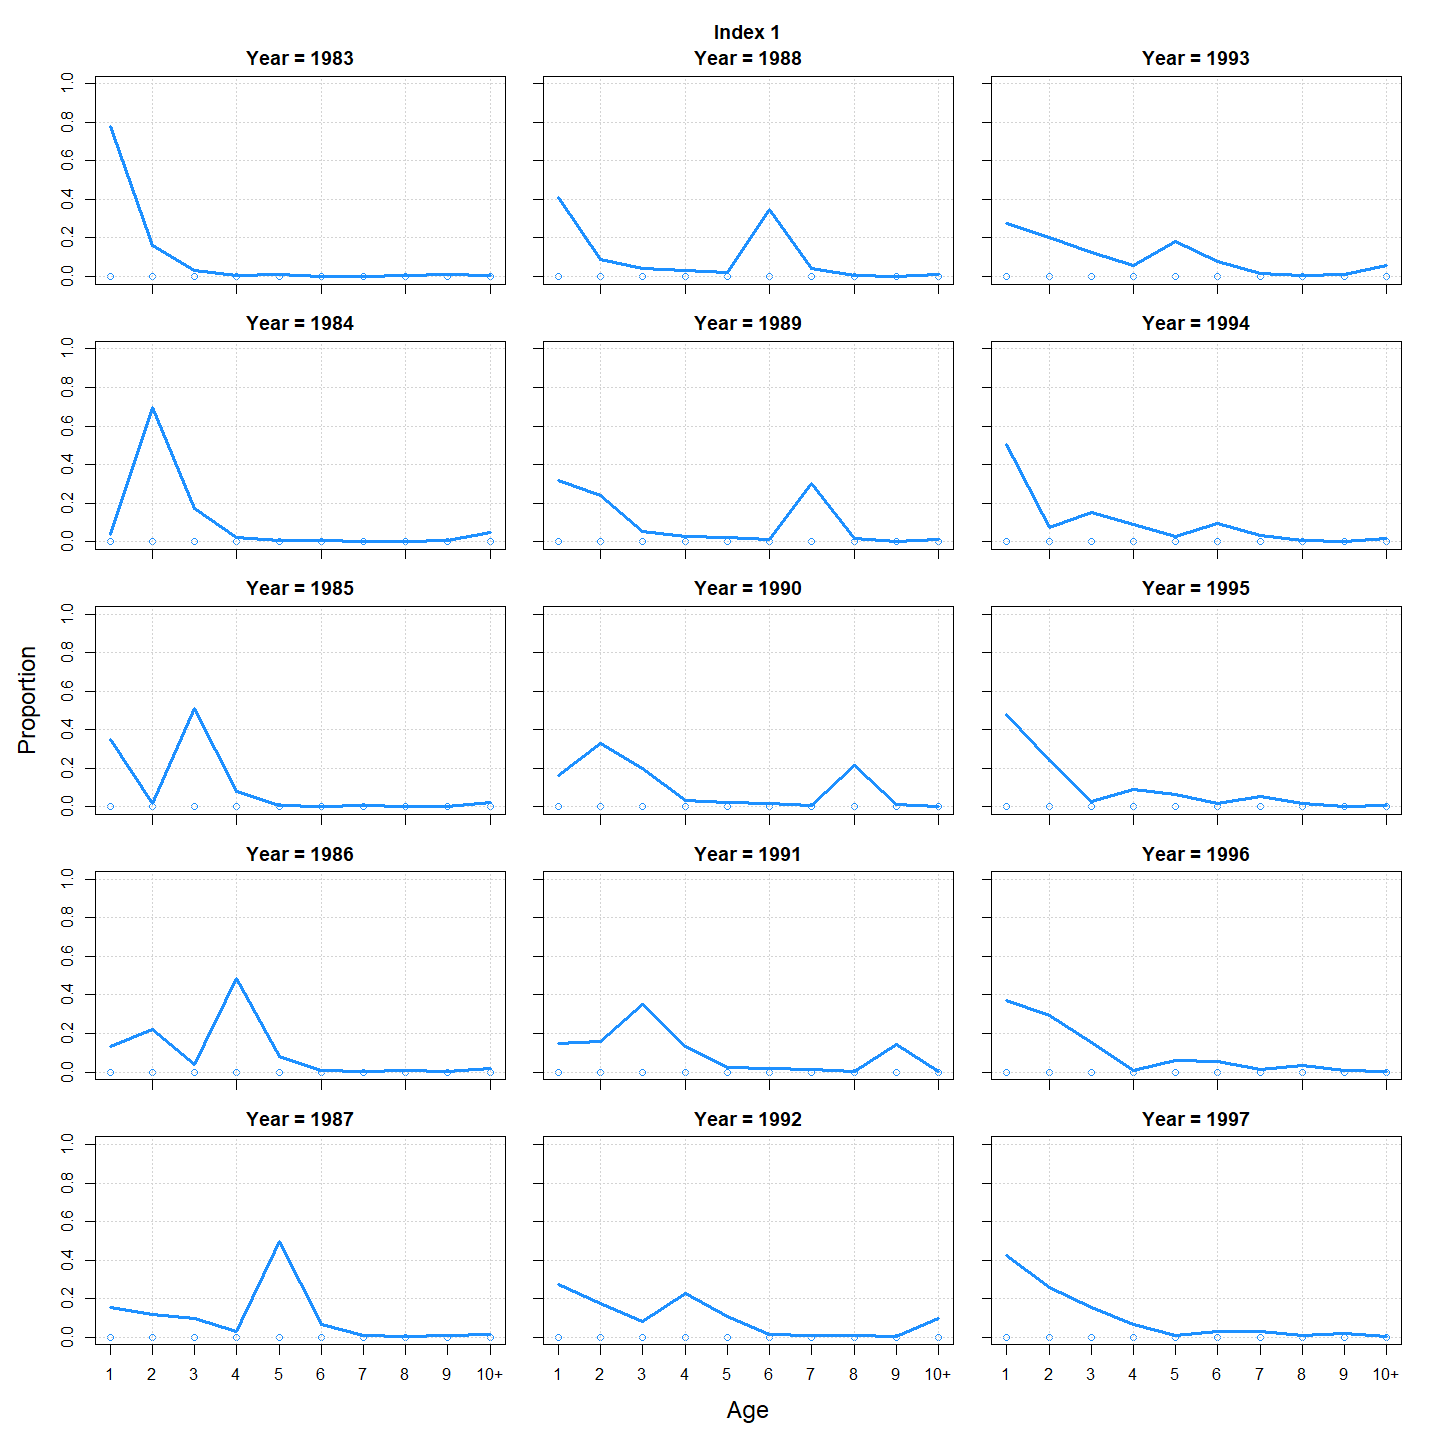 Index 1
Year = 1983 Year = 1988 Year = 1993
0.0 0.2 0.4 0.6 0.8 1.0
Year = 1984 Year = 1989 Year = 1994
0.0 0.2 0.4 0.6 0.8 1.0
Year = 1985 Year = 1990 Year = 1995
0.0 0.2 0.4 0.6 0.8 1.0
Proportion
Year = 1986 Year = 1991 Year = 1996
0.0 0.2 0.4 0.6 0.8 1.0
Year = 1987 Year = 1992 Year = 1997
0.0 0.2 0.4 0.6 0.8 1.0
1 2 3 4 5 6 7 8 9 10+ 1 2 3 4 5 6 7 8 9 10+ 1 2 3 4 5 6 7 8 9 10+
Age